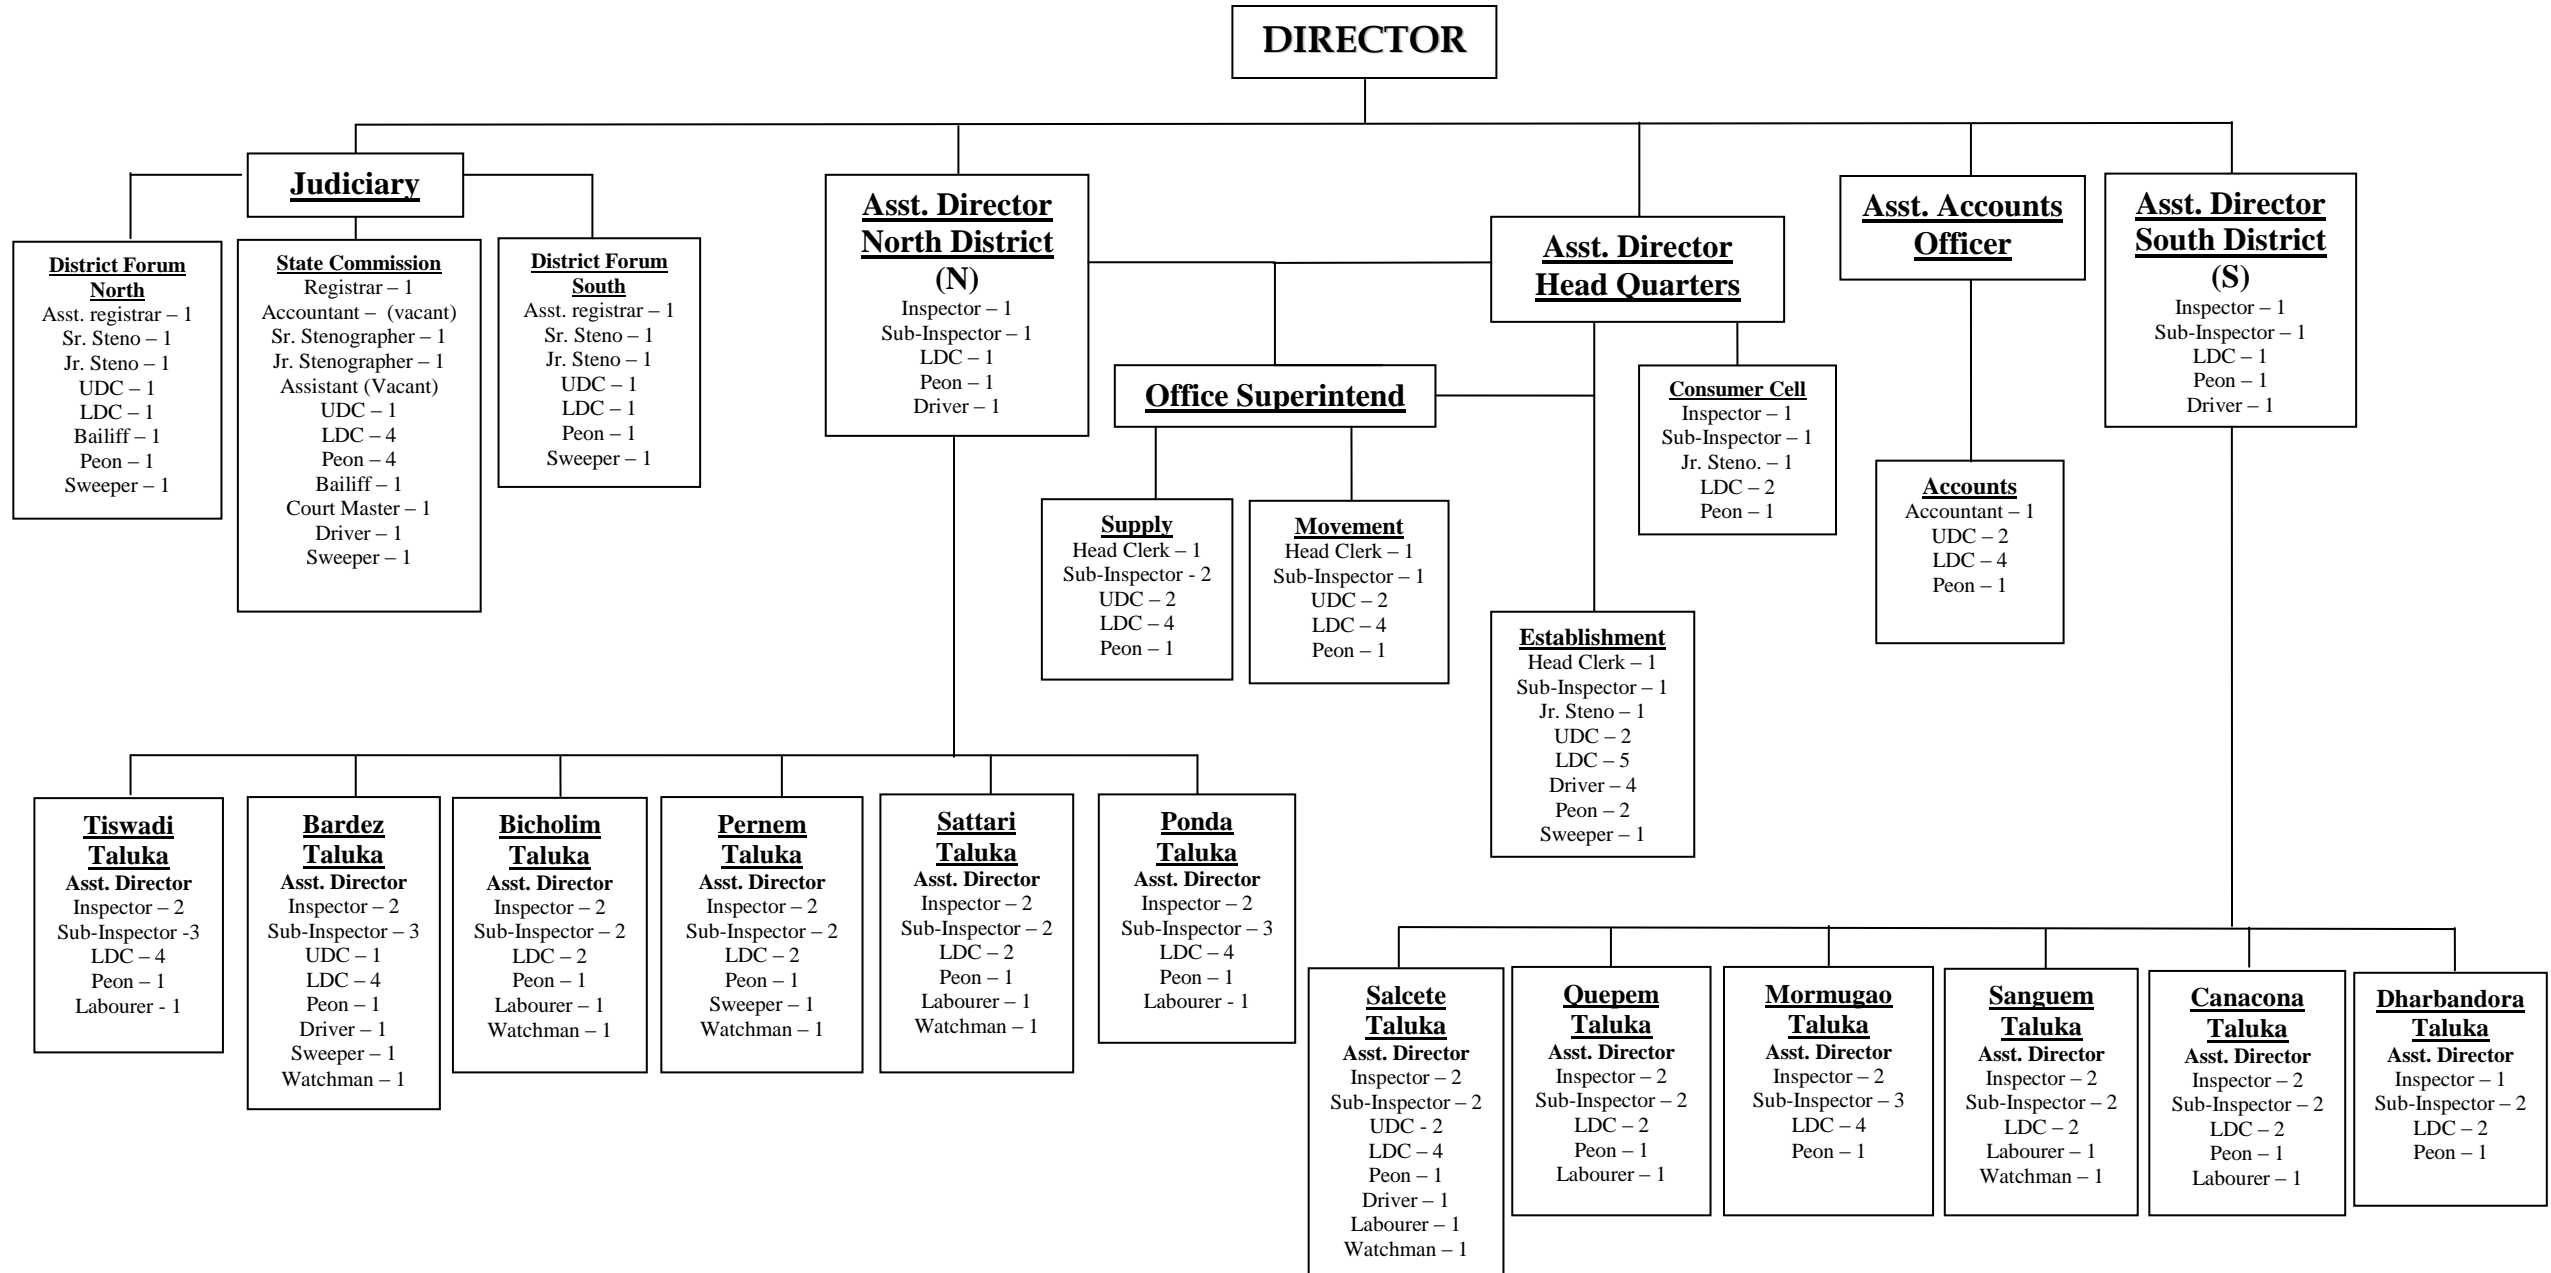 DIRECTOR
Judiciary
District Forum
North
Asst. registrar – 1
Sr. Steno – 1
Jr. Steno – 1
UDC – 1
LDC – 1
Bailiff – 1
Peon – 1
Sweeper – 1
State Commission
Registrar – 1
Accountant – (vacant)
Sr. Stenographer – 1
Jr. Stenographer – 1
Assistant (Vacant)
UDC – 1
LDC – 4
Peon – 4
Bailiff – 1
Court Master – 1
Driver – 1
Sweeper – 1
District Forum
South
Asst. registrar – 1
Sr. Steno – 1
Jr. Steno – 1
UDC – 1
LDC – 1
Peon – 1
Sweeper – 1
Asst. Director
North District
(N)
Inspector – 1
Sub-Inspector – 1
LDC – 1
Peon – 1
Driver – 1
Asst. Director
Head Quarters
Office Superintend
Consumer Cell
Inspector – 1
Sub-Inspector – 1
Jr. Steno. – 1
LDC – 2
Peon – 1
Supply
Head Clerk – 1
Sub-Inspector - 2
UDC – 2
LDC – 4
Peon – 1
Movement
Head Clerk – 1
Sub-Inspector – 1
UDC – 2
LDC – 4
Peon – 1
Establishment
Head Clerk – 1
Sub-Inspector – 1
Jr. Steno – 1
UDC – 2
LDC – 5
Driver – 4
Peon – 2
Sweeper – 1
Asst. Accounts
Officer
Accounts
Accountant – 1
UDC – 2
LDC – 4
Peon – 1
Asst. Director
South District
(S)
Inspector – 1
Sub-Inspector – 1
LDC – 1
Peon – 1
Driver – 1
Tiswadi
Taluka
Asst. Director
Inspector – 2
Sub-Inspector -3
LDC – 4
Peon – 1
Labourer - 1
Bardez
Taluka
Asst. Director
Inspector – 2
Sub-Inspector – 3
UDC – 1
LDC – 4
Peon – 1
Driver – 1
Sweeper – 1
Watchman – 1
Bicholim
Taluka
Asst. Director
Inspector – 2
Sub-Inspector – 2
LDC – 2
Peon – 1
Labourer – 1
Watchman – 1
Pernem
Taluka
Asst. Director
Inspector – 2
Sub-Inspector – 2
LDC – 2
Peon – 1
Sweeper – 1
Watchman – 1
Sattari
Taluka
Asst. Director
Inspector – 2
Sub-Inspector – 2
LDC – 2
Peon – 1
Labourer – 1
Watchman – 1
Ponda
Taluka
Asst. Director
Inspector – 2
Sub-Inspector – 3
LDC – 4
Peon – 1
Labourer - 1
Salcete
Taluka
Asst. Director
Inspector – 2
Sub-Inspector – 2
UDC - 2
LDC – 4
Peon – 1
Driver – 1
Labourer – 1
Watchman – 1
Quepem
Taluka
Asst. Director
Inspector – 2
Sub-Inspector – 2
LDC – 2
Peon – 1
Labourer – 1
Mormugao
Taluka
Asst. Director
Inspector – 2
Sub-Inspector – 3
LDC – 4
Peon – 1
Sanguem
Taluka
Asst. Director
Inspector – 2
Sub-Inspector – 2
LDC – 2
Labourer – 1
Watchman – 1
Canacona
Taluka
Asst. Director
Inspector – 2
Sub-Inspector – 2
LDC – 2
Peon – 1
Labourer – 1
Dharbandora
Taluka
Asst. Director
Inspector – 1
Sub-Inspector – 2
LDC – 2
Peon – 1